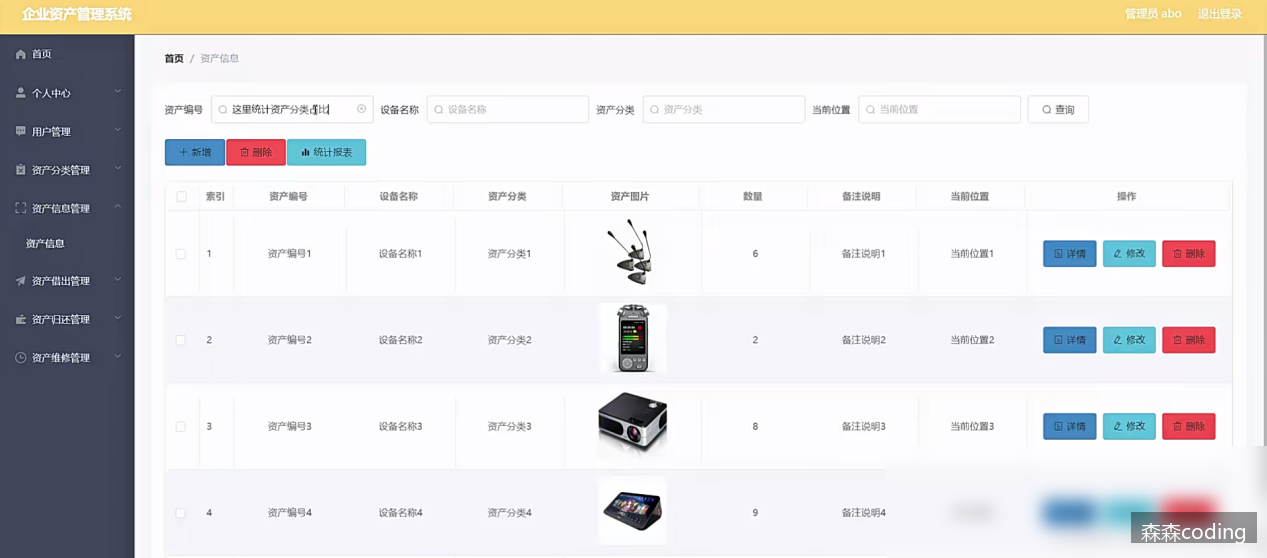 企业资产管理系统
管理员 abo 退出登录
首页
个人中心
用户管理
资产分类管理
资产信息管理
资产信息
资产借出管理
资产归还管理
资产维修管理
首页 / 资产信息
资产编号 这里统计资产分类占比 设备名称 设备名称 资产分类 资产分类 当前位置 当前位置 查询
新增 删除 统计报表
索引 资产编号 设备名称 资产分类 资产图片 数量 备注说明 当前位置 操作
1 资产编号1 设备名称1 资产分类1 6 备注说明1 当前位置1 详情 修改 删除
2 资产编号2 设备名称2 资产分类2 2 备注说明2 当前位置2 详情 修改 删除
3 资产编号3 设备名称3 资产分类3 8 备注说明3 当前位置3 详情 修改 删除
4 资产编号4 设备名称4 资产分类4 9 备注说明4
森森coding